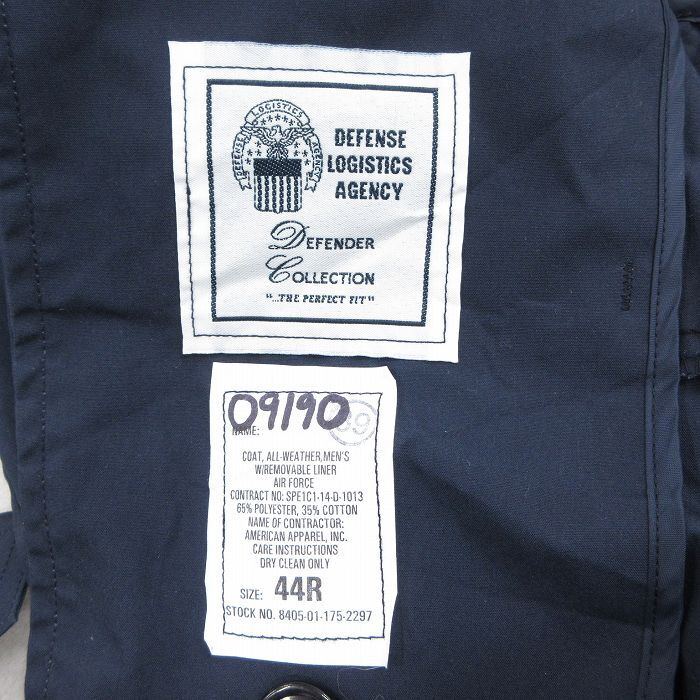 DEFENSE LOGISTICS AGENCY
DEFENSE
LOGISTICS
AGENCY
DEFENDER
COLLECTION
"...THE PERFECT FIT"
09190
39
NAME:
COAT, ALL-WEATHER, MEN'S
W/REMOVABLE LINER
AIR FORCE
CONTRACT NO: SPE1C1-14-D-1013
65% POLYESTER, 35% COTTON
NAME OF CONTRACTOR:
AMERICAN APPAREL, INC.
CARE INSTRUCTIONS
DRY CLEAN ONLY
SIZE: 44R
STOCK NO. 8405-01-175-2297